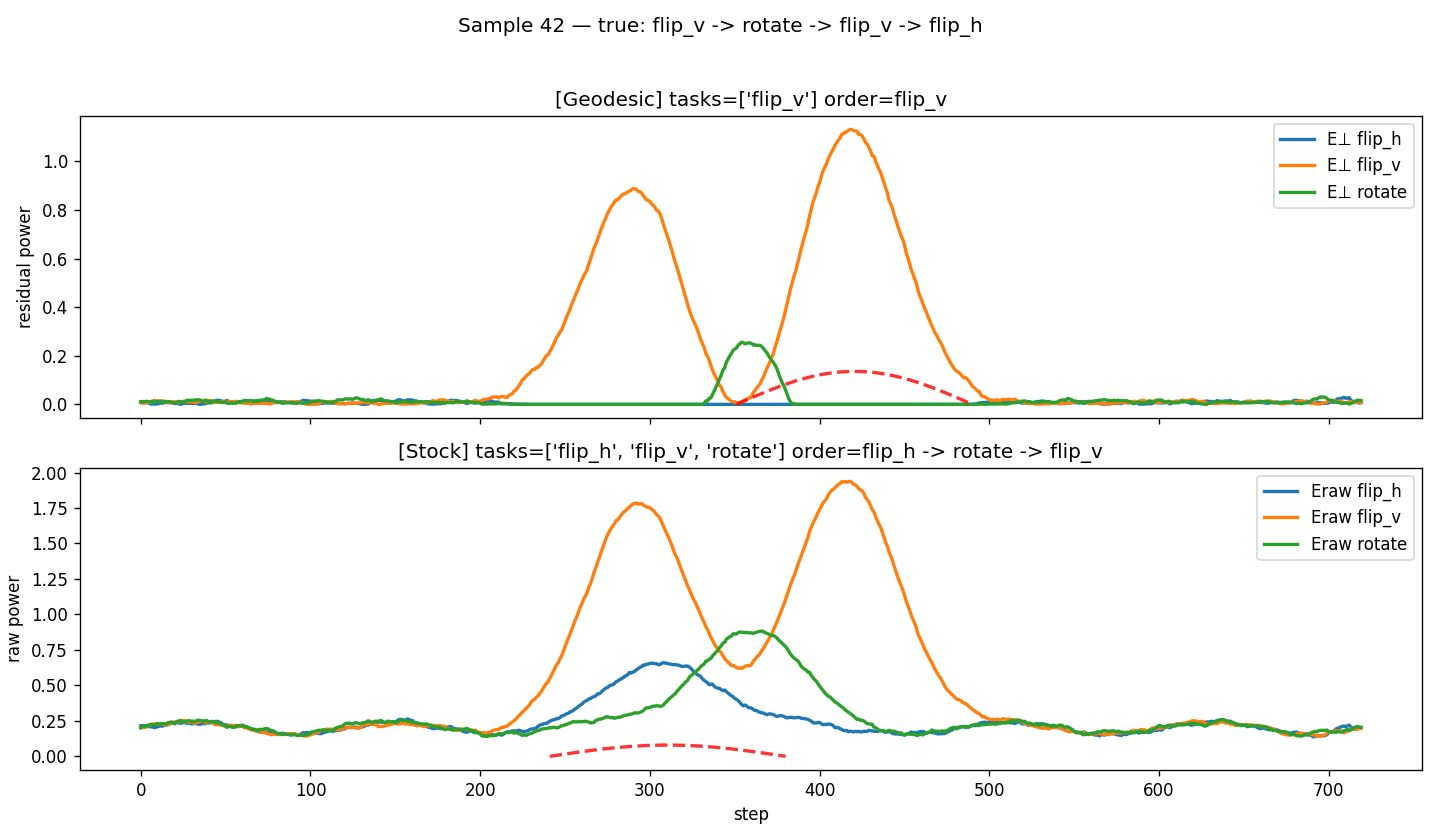 Sample 42 — true: flip_v -> rotate -> flip_v -> flip_h
[Geodesic] tasks=['flip_v'] order=flip_v
residual power
1.0
0.8
0.6
0.4
0.2
0.0
E⊥ flip_h
E⊥ flip_v
E⊥ rotate
[Stock] tasks=['flip_h', 'flip_v', 'rotate'] order=flip_h -> rotate -> flip_v
raw power
2.00
1.75
1.50
1.25
1.00
0.75
0.50
0.25
0.00
Eraw flip_h
Eraw flip_v
Eraw rotate
0 100 200 300 400 500 600 700
step